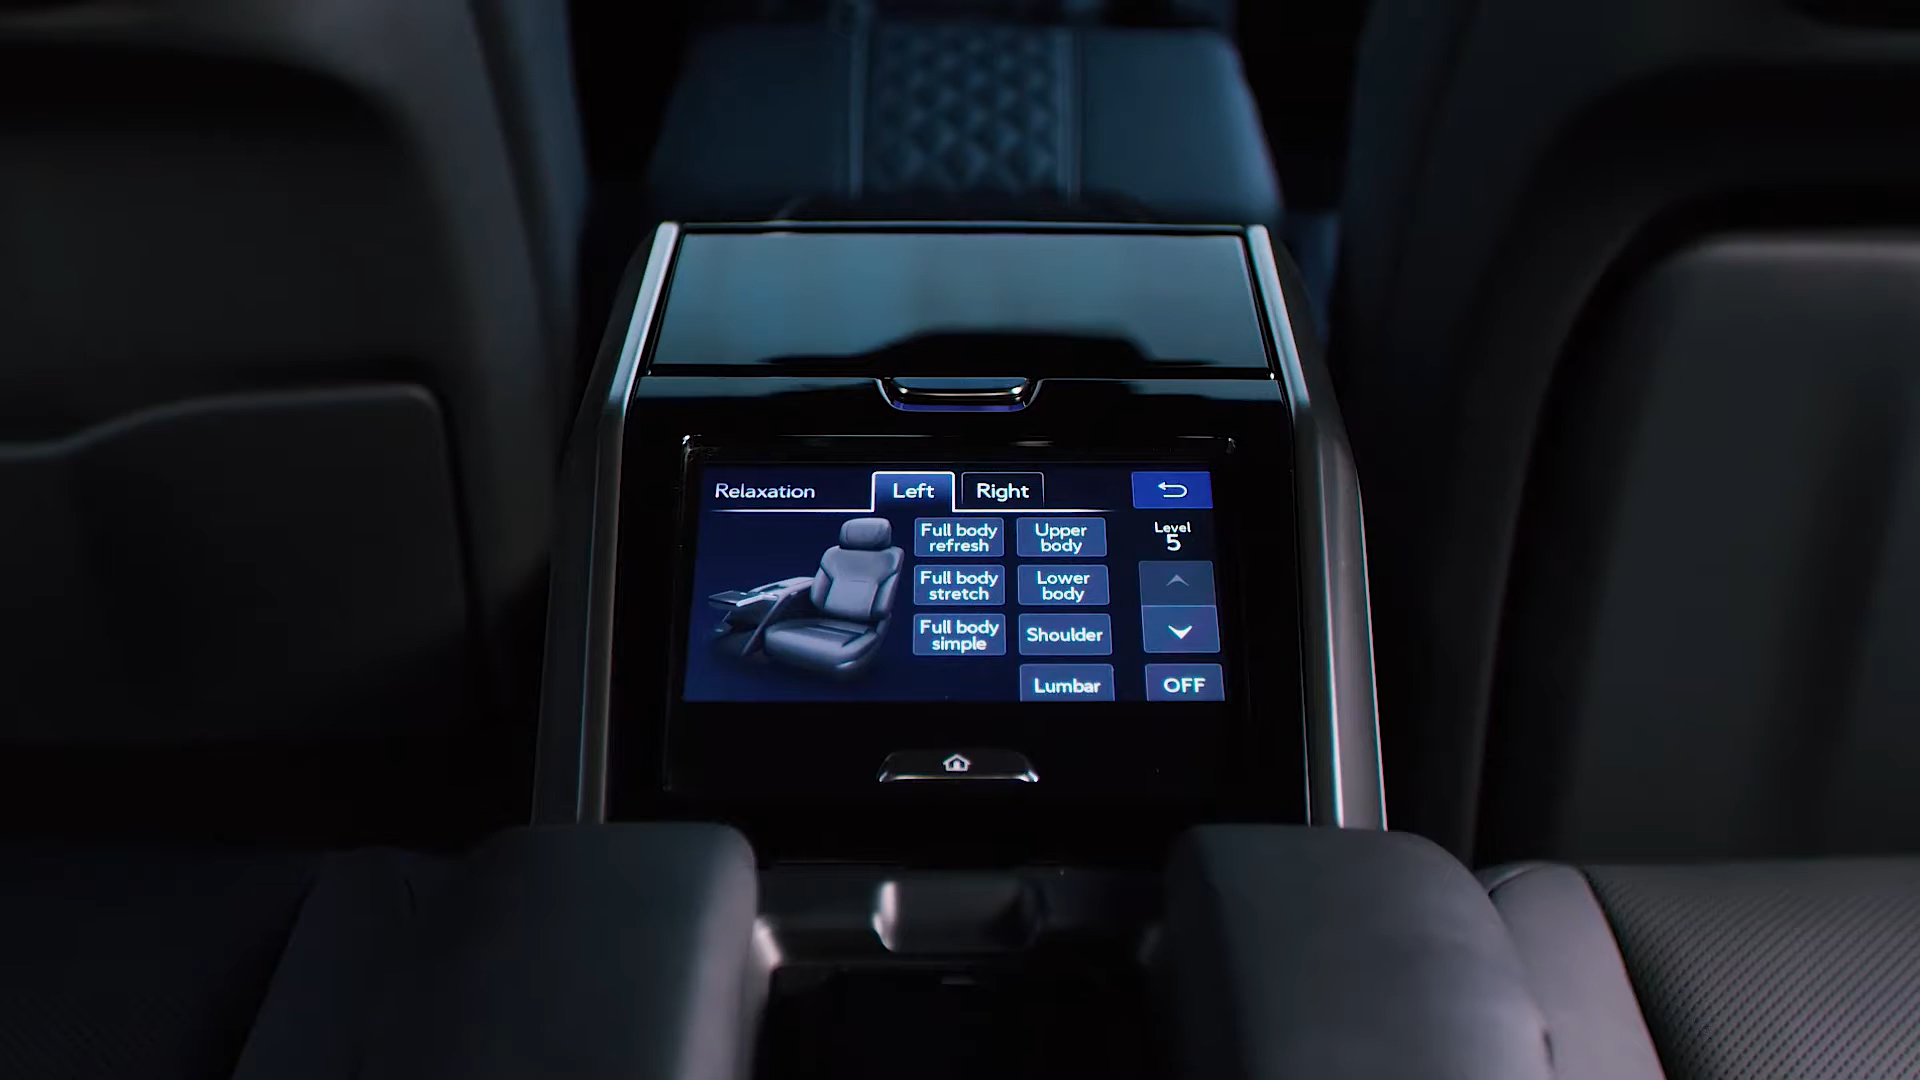 Relaxation
Left
Right
Full body
refresh
Upper
body
Level
5
Full body
stretch
Lower
body
Full body
simple
Shoulder
Lumbar
OFF